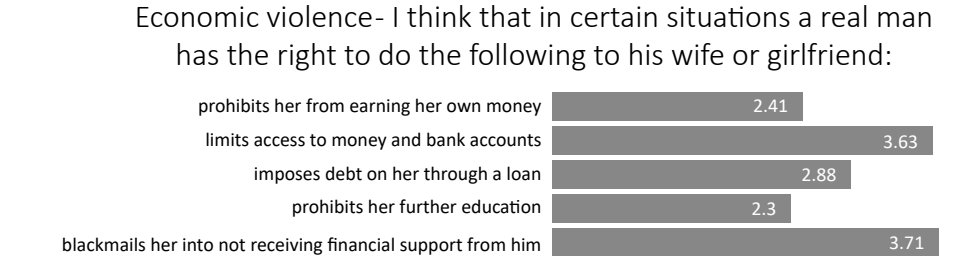 Economic violence- I think that in certain situations a real man
has the right to do the following to his wife or girlfriend:
prohibits her from earning her own money 2.41
limits access to money and bank accounts 3.63
imposes debt on her through a loan 2.88
prohibits her further education 2.3
blackmails her into not receiving financial support from him 3.71